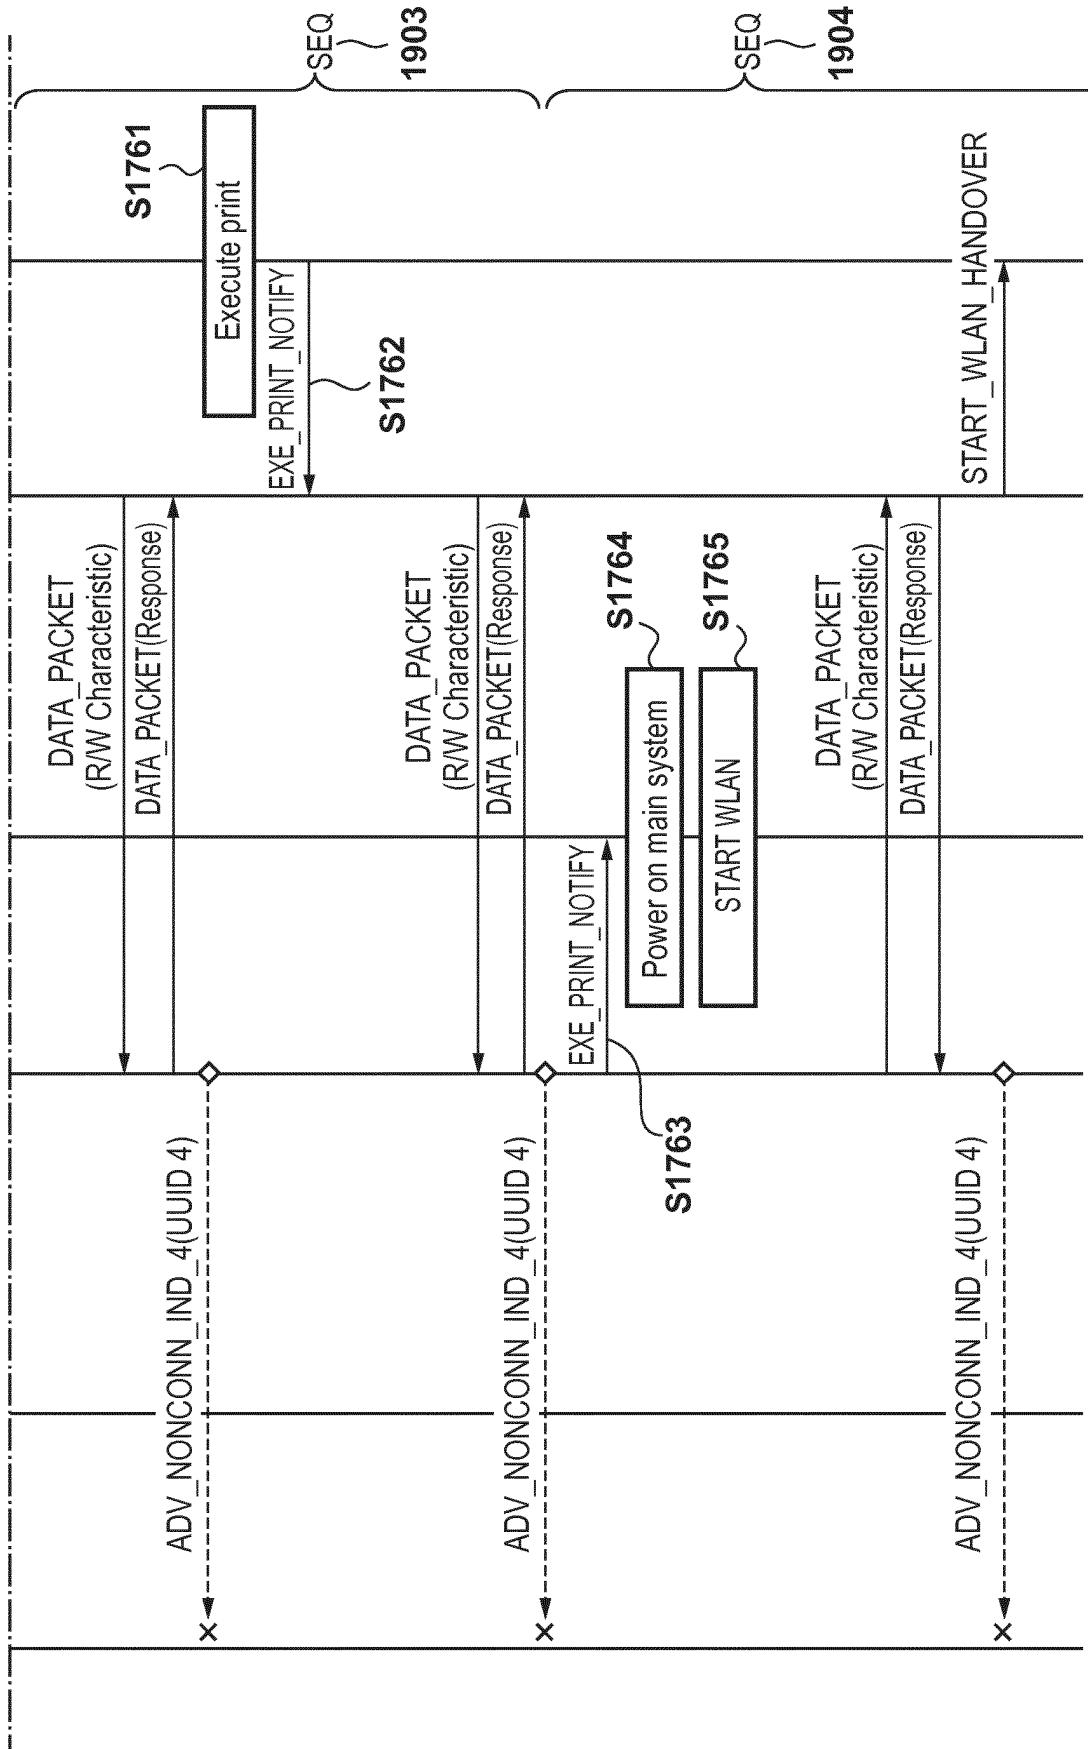 SEQ
1903
SEQ
1904
S1761
Execute print
EXE_PRINT_NOTIFY
S1762
START_WLAN_HANDOVER
DATA_PACKET
(R/W Characteristic)
DATA_PACKET(Response)
DATA_PACKET
(R/W Characteristic)
DATA_PACKET(Response)
S1764
S1765
Power on main system
START WLAN
DATA_PACKET
(R/W Characteristic)
DATA_PACKET(Response)
EXE_PRINT_NOTIFY
S1763
ADV_NONCONN_IND_4(UUID 4)
ADV_NONCONN_IND_4(UUID 4)
ADV_NONCONN_IND_4(UUID 4)